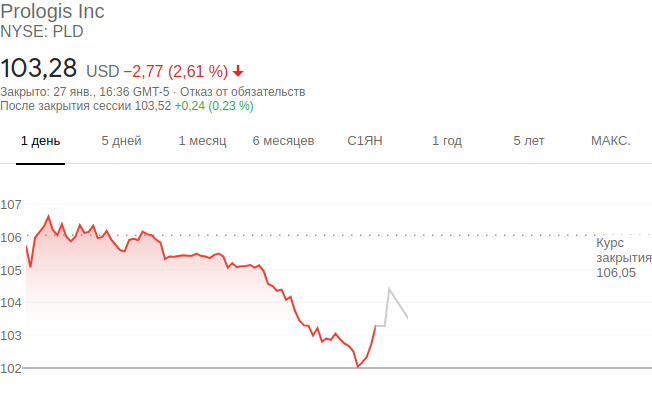 Prologis Inc
NYSE: PLD
103,28 USD −2,77 (2,61 %)
Закрыто: 27 янв., 16:36 GMT-5 · Отказ от обязательств
После закрытия сессии 103,52 +0,24 (0,23 %)
1 день 5 дней 1 месяц 6 месяцев С1ЯН 1 год 5 лет МАКС.
107
106
105
104
103
102
Курс
закрытия
106,05